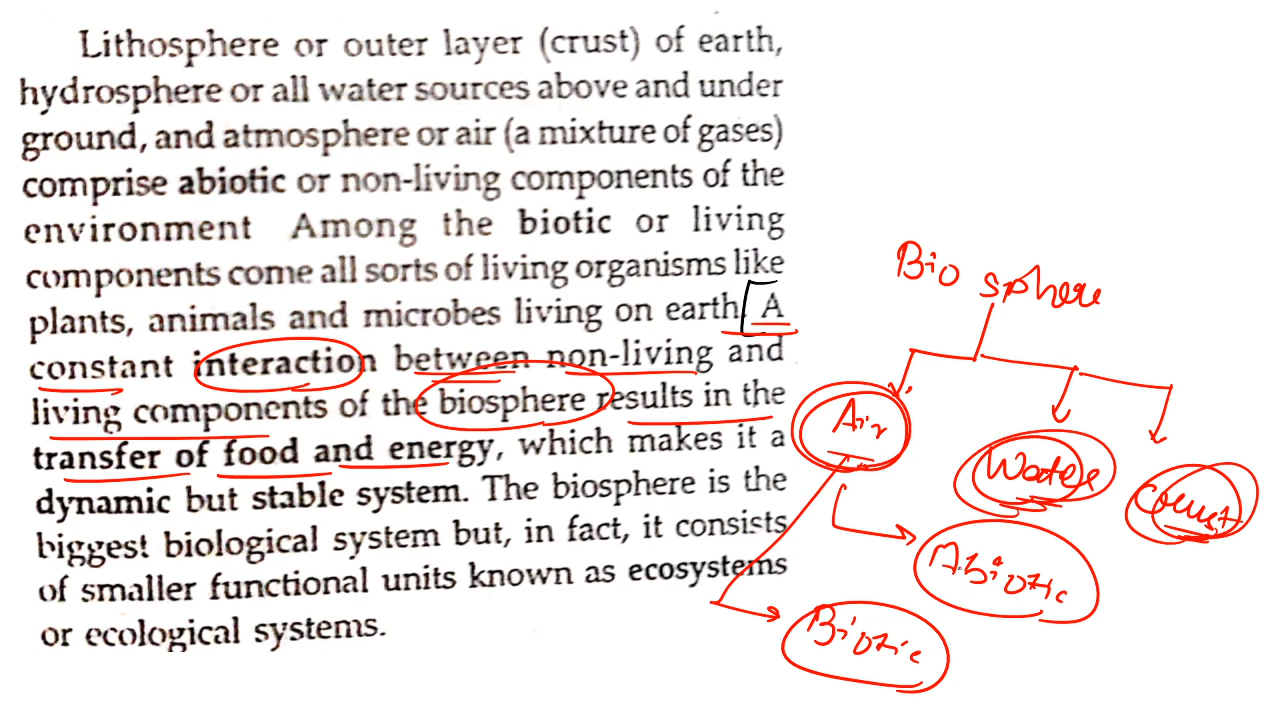 Lithosphere or outer layer (crust) of earth,
hydrosphere or all water sources above and under
ground, and atmosphere or air (a mixture of gases)
comprise abiotic or non-living components of the
environment Among the biotic or living
components come all sorts of living organisms like
plants, animals and microbes living on earth A
constant interaction between non-living and
living components of the biosphere results in the
transfer of food and energy, which makes it a
dynamic but stable system. The biosphere is the
biggest biological system but, in fact, it consists
of smaller functional units known as ecosystems
or ecological systems.
Bio sphere
Air
Abiotic
Biotic